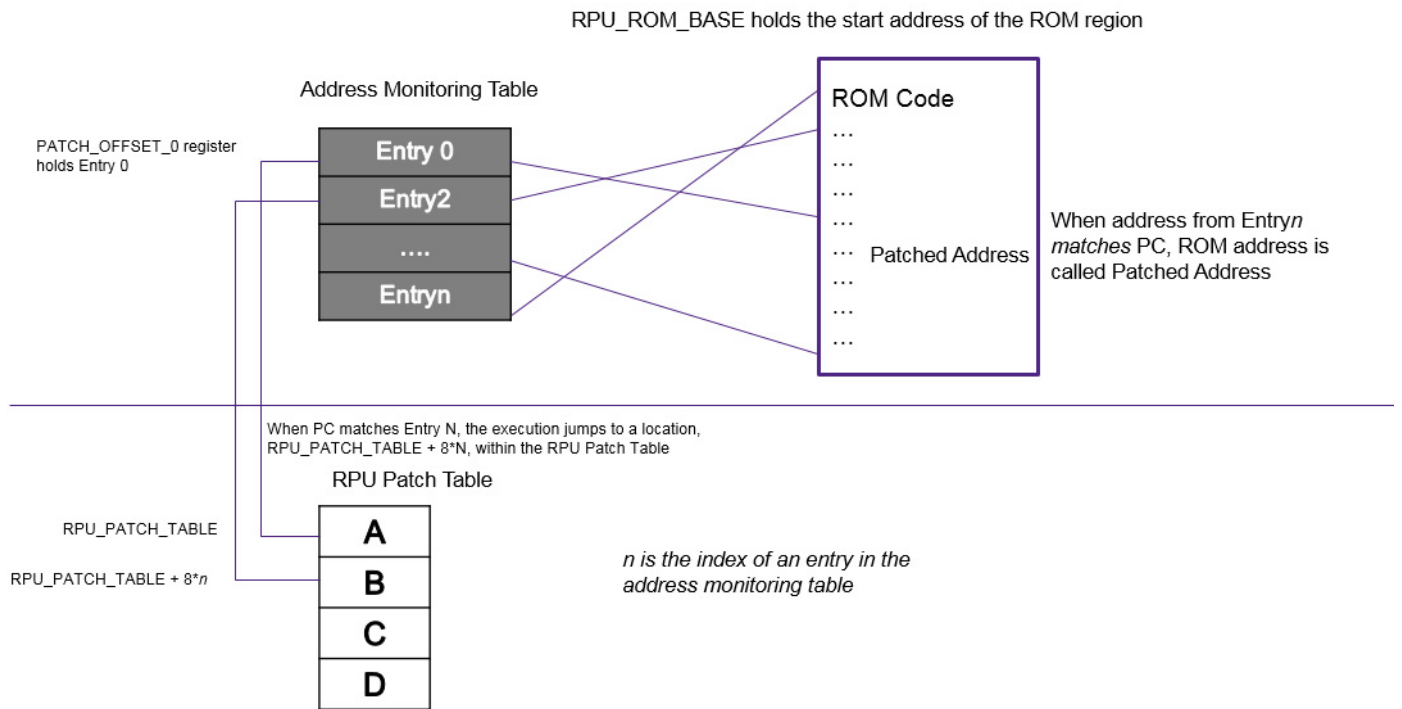 RPU_ROM_BASE holds the start address of the ROM region
Address Monitoring Table
PATCH_OFFSET_0 register
holds Entry 0
Entry 0
Entry2
....
Entryn
ROM Code
...
...
...
...
... Patched Address
...
...
...
When address from Entryn
matches PC, ROM address is
called Patched Address
When PC matches Entry N, the execution jumps to a location,
RPU_PATCH_TABLE + 8*N, within the RPU Patch Table
RPU Patch Table
RPU_PATCH_TABLE
RPU_PATCH_TABLE + 8*n
A
B
C
D
n is the index of an entry in the
address monitoring table